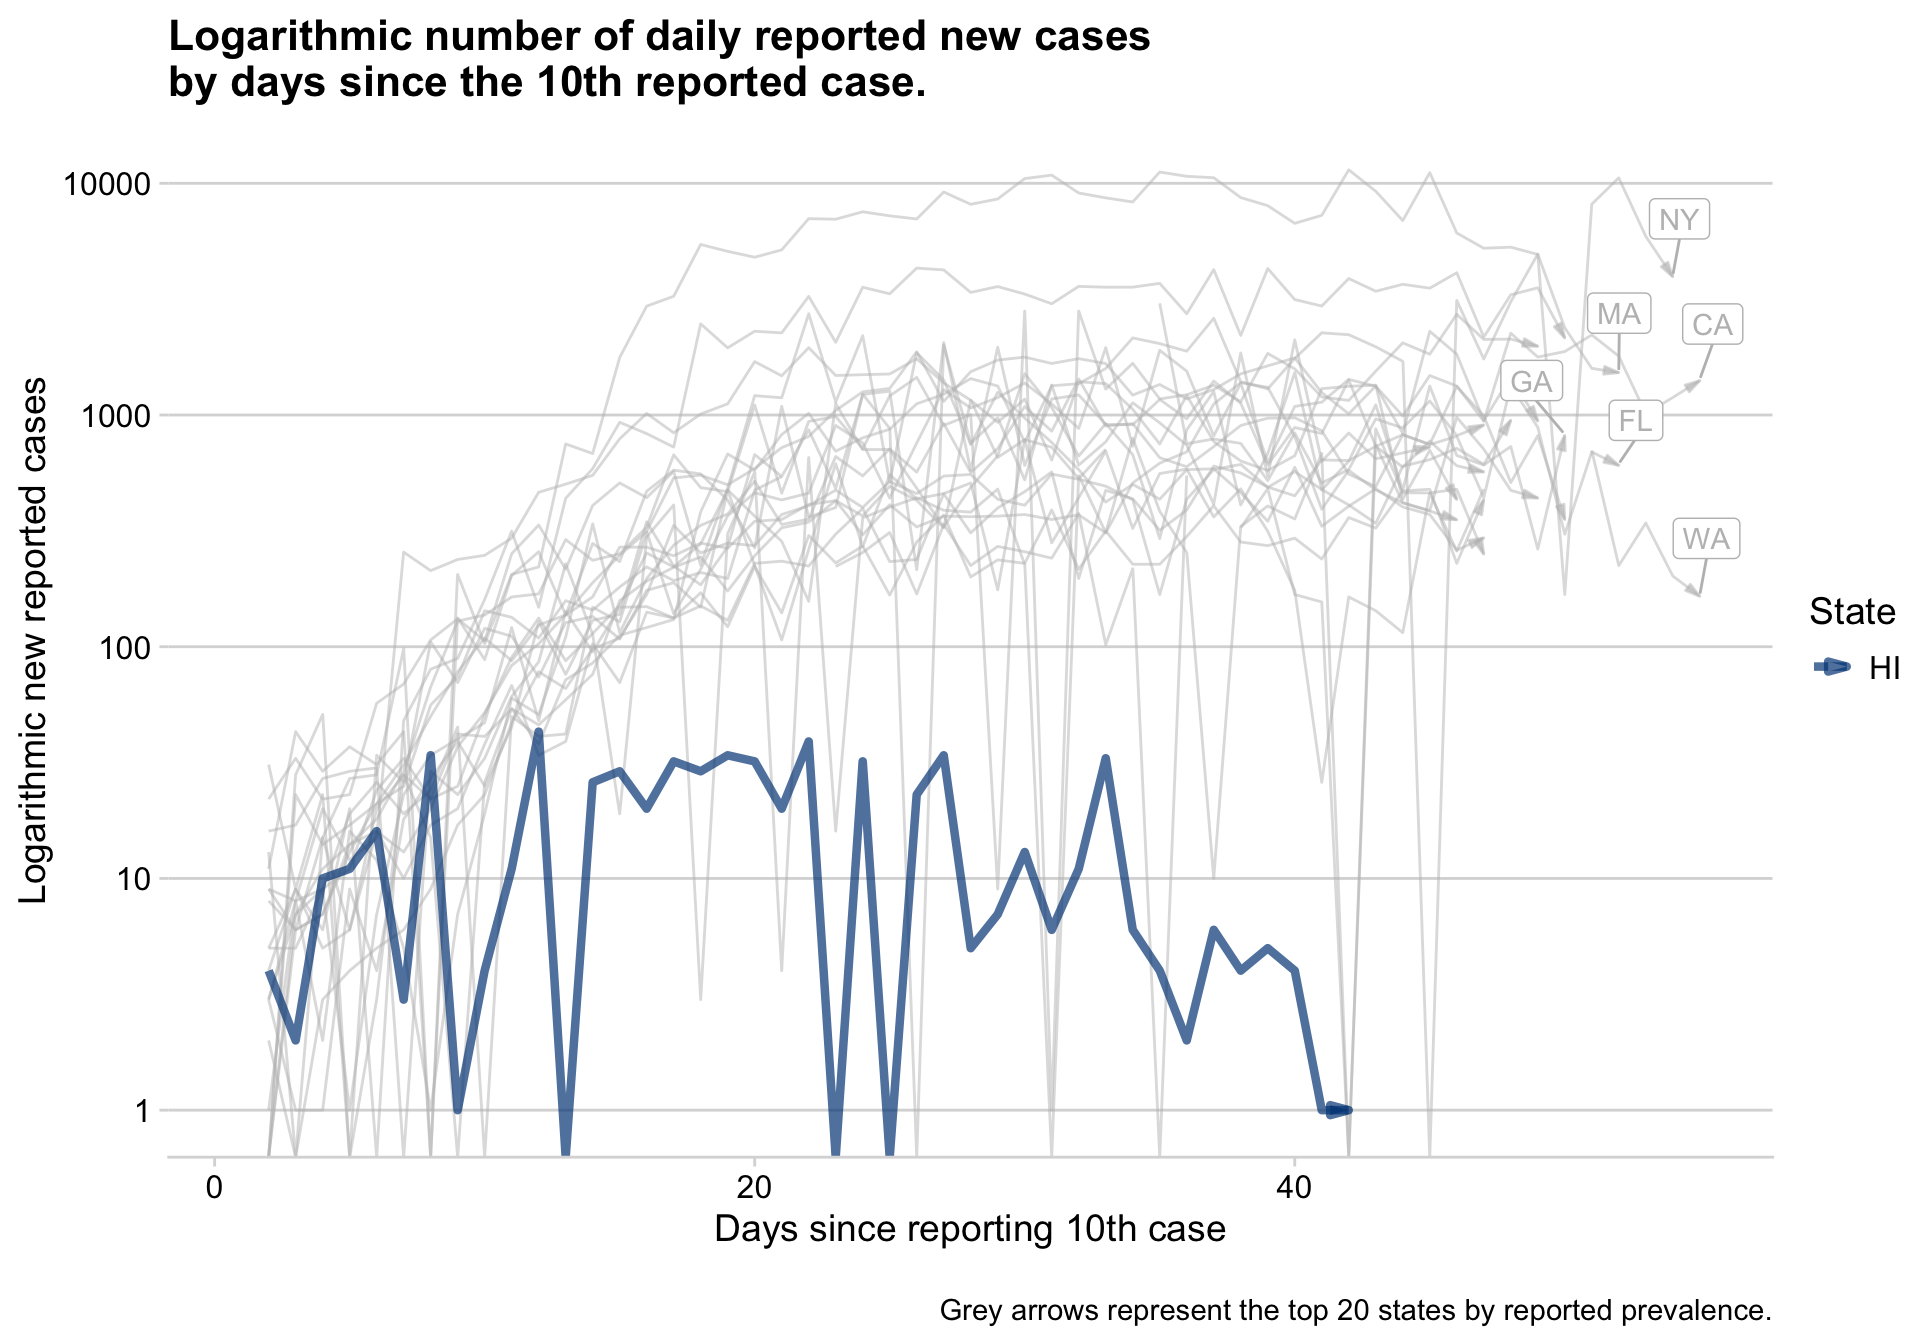 Logarithmic number of daily reported new cases
by days since the 10th reported case.
Logarithmic new reported cases
10000
1000
100
10
1
NY
MA
CA
GA
FL
WA
State
HI
0
20
40
Days since reporting 10th case
Grey arrows represent the top 20 states by reported prevalence.